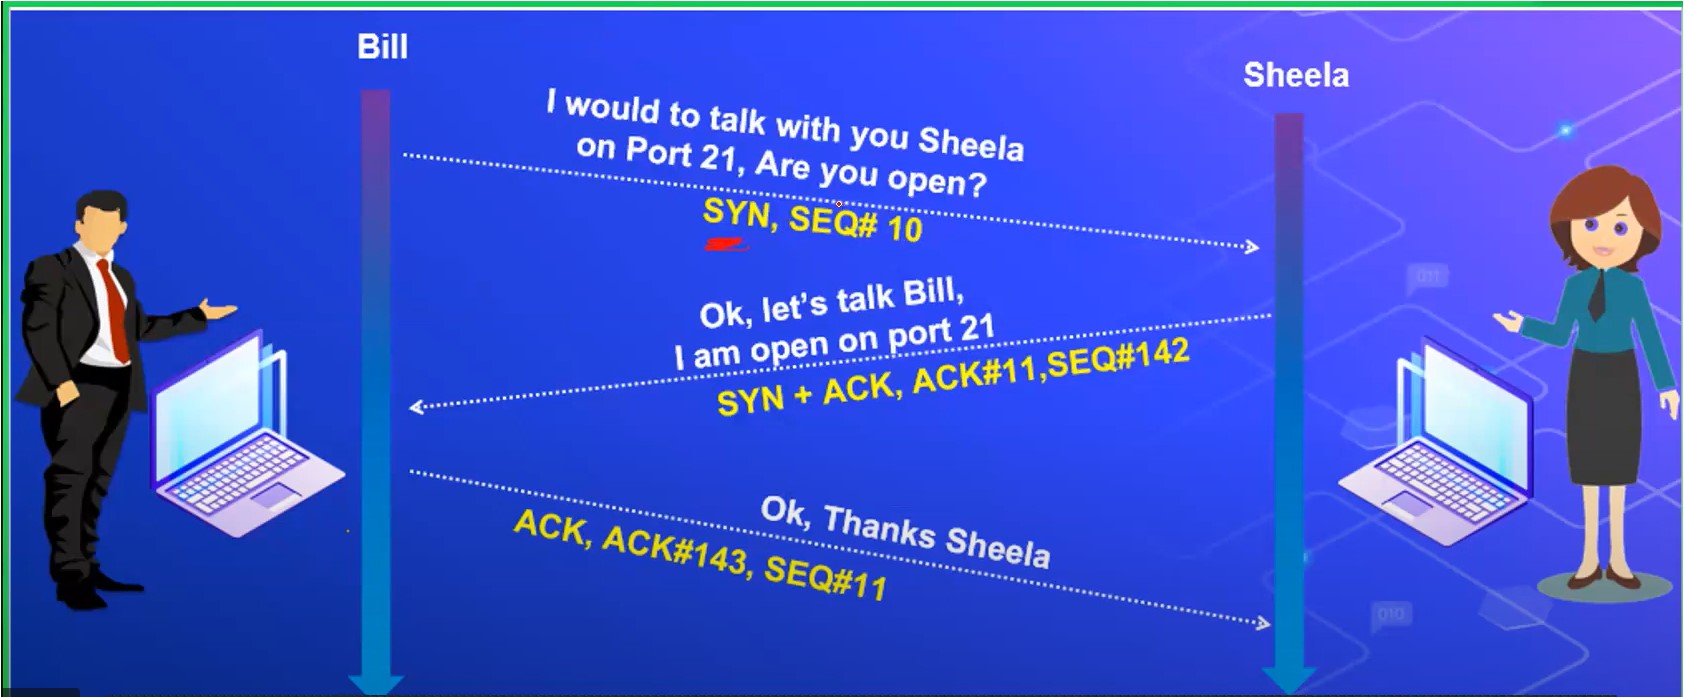 Bill
Sheela
I would to talk with you Sheela
on Port 21, Are you open?
SYN, SEQ# 10
Ok, let's talk Bill,
I am open on port 21
SYN + ACK, ACK#11,SEQ#142
Ok, Thanks Sheela
ACK, ACK#143, SEQ#11
011
010